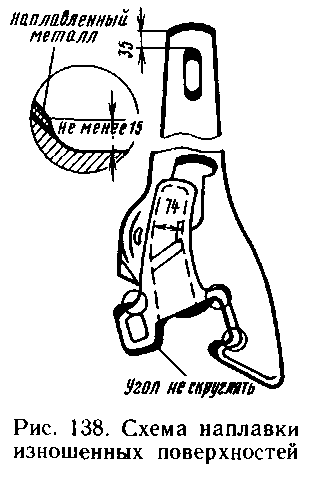 наплавленный
металл
35
не менее 15
74
Угол не скруглять
Рис. 138. Схема наплавки
изношенных поверхностей